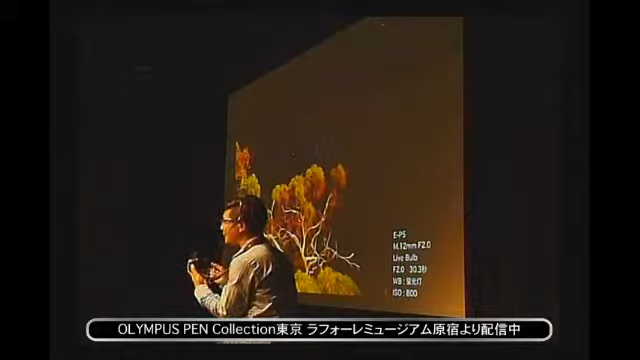 E-P5
M.12mm F2.0
Live Bulb
F2.0 30.3秒
WB : 蛍光灯
ISO : 800
OLYMPUS PEN Collection東京 ラフォーレミュージアム原宿より配信中